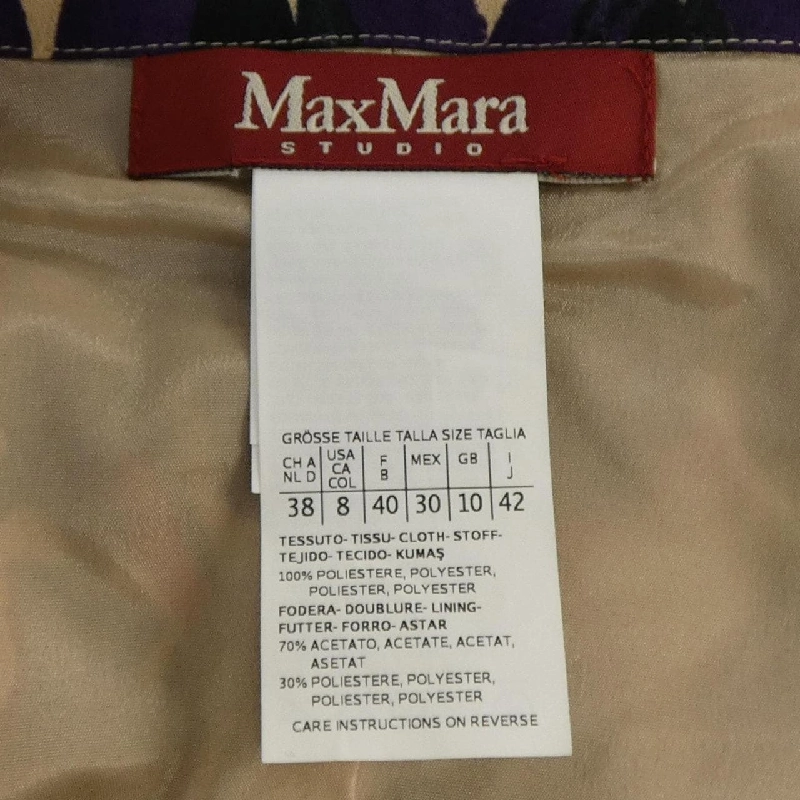 MaxMara
STUDIO
GRÖSSE TAILLE TALLA SIZE TAGLIA
CH A NL D USA CA COL F B MEX GB I J
38 8 40 30 10 42
TESSUTO- TISSU- CLOTH- STOFF-
TEJIDO- TECIDO- KUMAŞ
100% POLIESTERE, POLYESTER,
POLIESTER, POLYESTER
FODERA- DOUBLURE- LINING-
FUTTER- FORRO- ASTAR
70% ACETATO, ACETATE, ACETAT,
ASETAT
30% POLIESTERE, POLYESTER,
POLIESTER, POLYESTER
CARE INSTRUCTIONS ON REVERSE